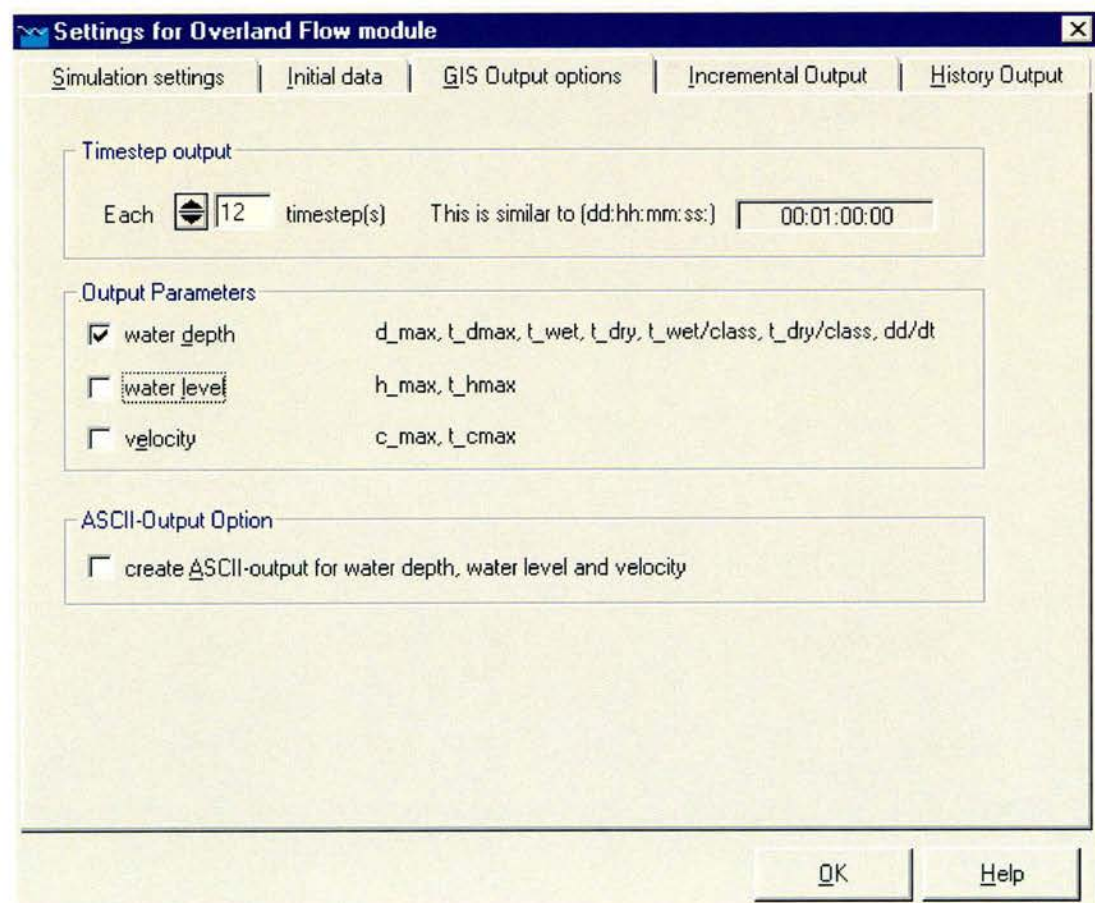 Settings for Overland Flow module
Simulation settings Initial data GIS Output options Incremental Output History Output
Timestep output
Each 12 timestep(s) This is similar to (dd:hh:mm:ss:) 00:01:00:00
Output Parameters
water depth d_max, t_dmax, t_wet, t_dry, t_wet/class, t_dry/class, dd/dt
water level h_max, t_hmax
velocity c_max, t_cmax
ASCII-Output Option
create ASCII-output for water depth, water level and velocity
OK Help